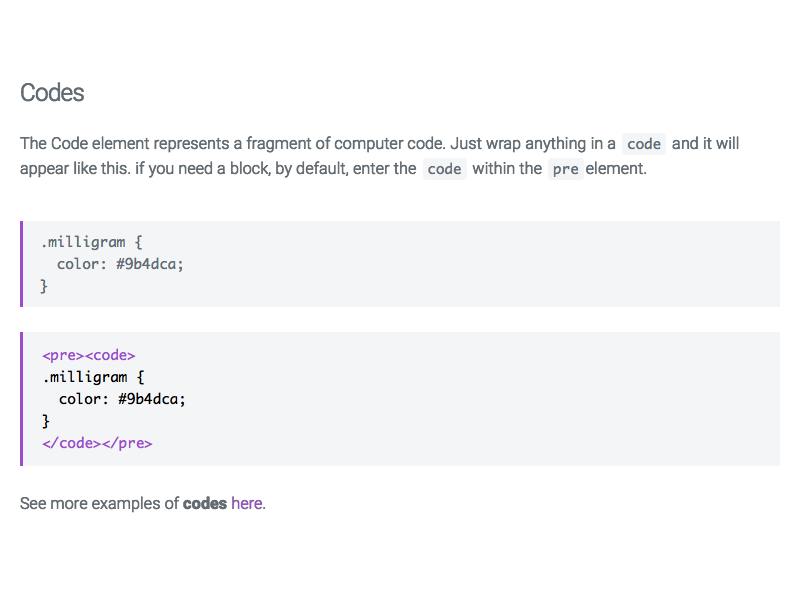 Codes
The Code element represents a fragment of computer code. Just wrap anything in a code and it will
appear like this. if you need a block, by default, enter the code within the pre element.
.milligram {
  color: #9b4dca;
}
<pre><code>
.milligram {
  color: #9b4dca;
}
</code></pre>
See more examples of codes here.